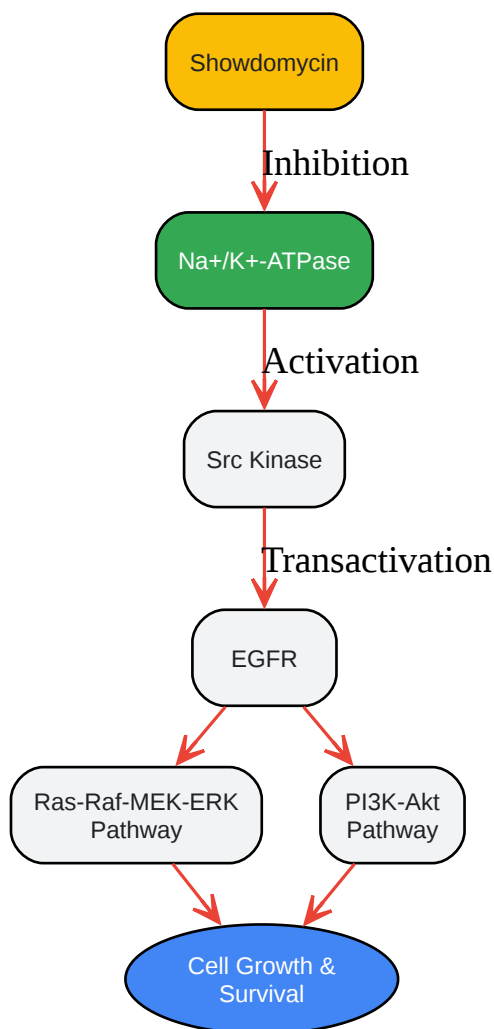 Showdomycin
Inhibition
Na+/K+-ATPase
Activation
Src Kinase
Transactivation
EGFR
Ras-Raf-MEK-ERK
Pathway
PI3K-Akt
Pathway
Cell Growth &
Survival